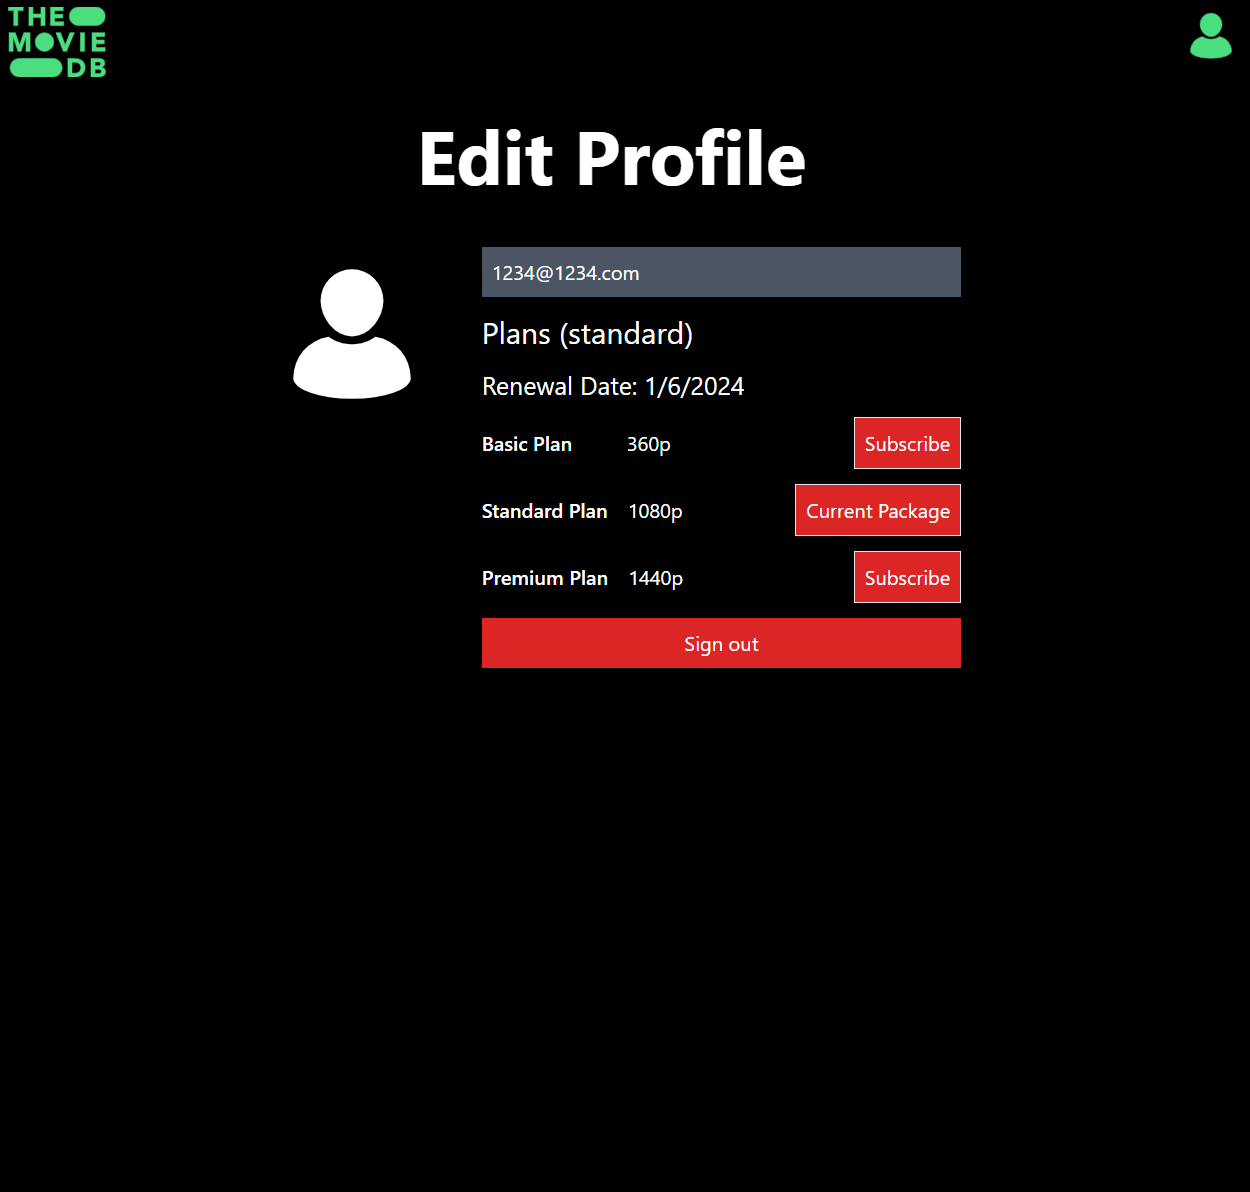 THE
MOVIE
DB
Edit Profile
1234@1234.com
Plans (standard)
Renewal Date: 1/6/2024
Basic Plan 360p Subscribe
Standard Plan 1080p Current Package
Premium Plan 1440p Subscribe
Sign out